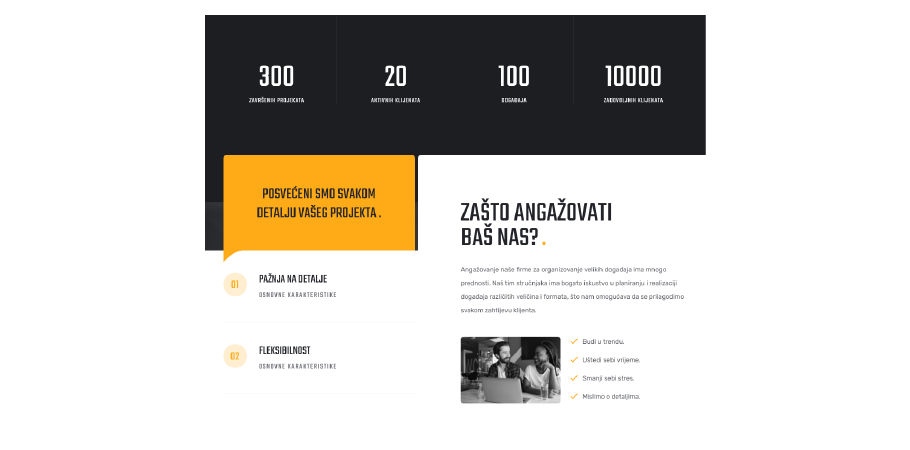 300
20
100
10000
ZAVRŠENIH PROJEKATA
AKTIVNIH KLIJENATA
DOGAĐAJA
ZADOVOLJNIH KLIJENATA
POSVEĆENI SMO SVAKOM
DETALJU VAŠEG PROJEKTA .
01
PAŽNJA NA DETALJE
OSNOVNE KARAKTERISTIKE
02
FLEKSIBILNOST
OSNOVNE KARAKTERISTIKE
ZAŠTO ANGAŽOVATI
BAŠ NAS? .
Angažovanje naše firme za organizovanje velikih događaja ima mnogo
prednosti. Naš tim stručnjaka ima bogato iskustvo u planiranju i realizaciji
događaja različitih veličina i formata, što nam omogućava da se prilagodimo
svakom zahtijevu klijenta.
Budi u trendu.
Uštedi sebi vrijeme.
Smanji sebi stres.
Mislimo o detaljima.